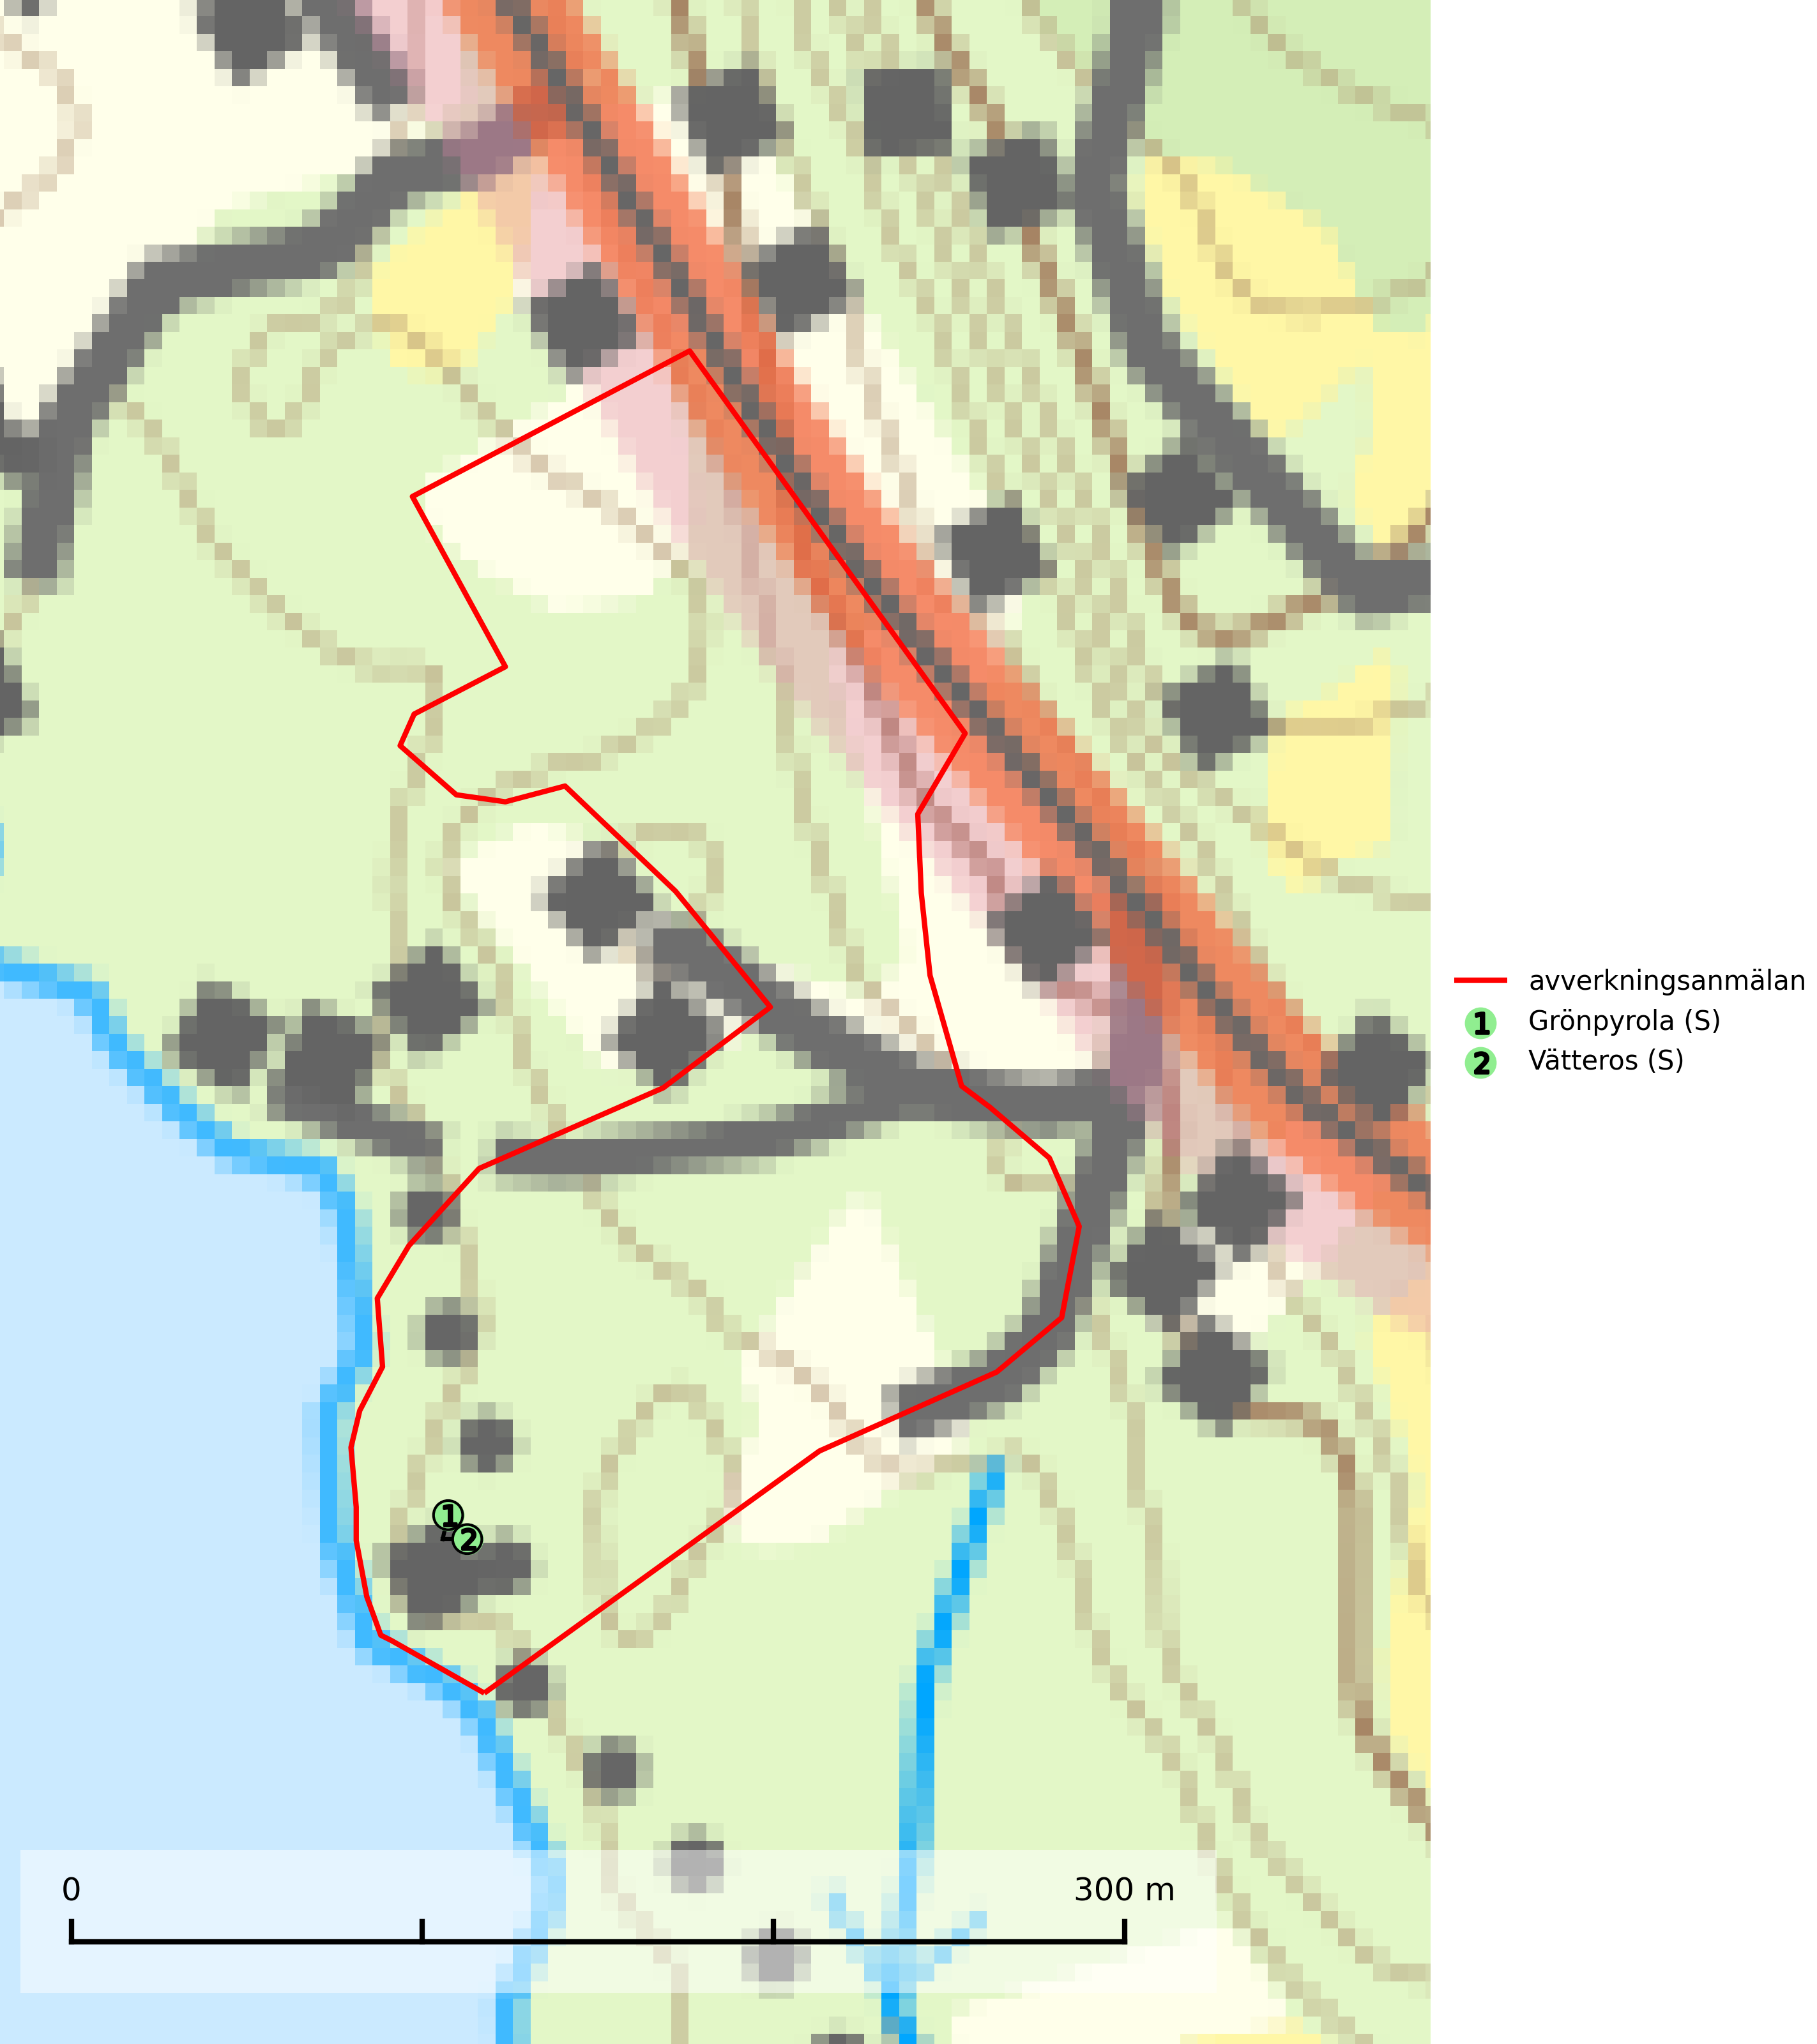 avverkningsanmälan
1 Grönpyrola (S)
2 Vätteros (S)
1
2
0 300 m